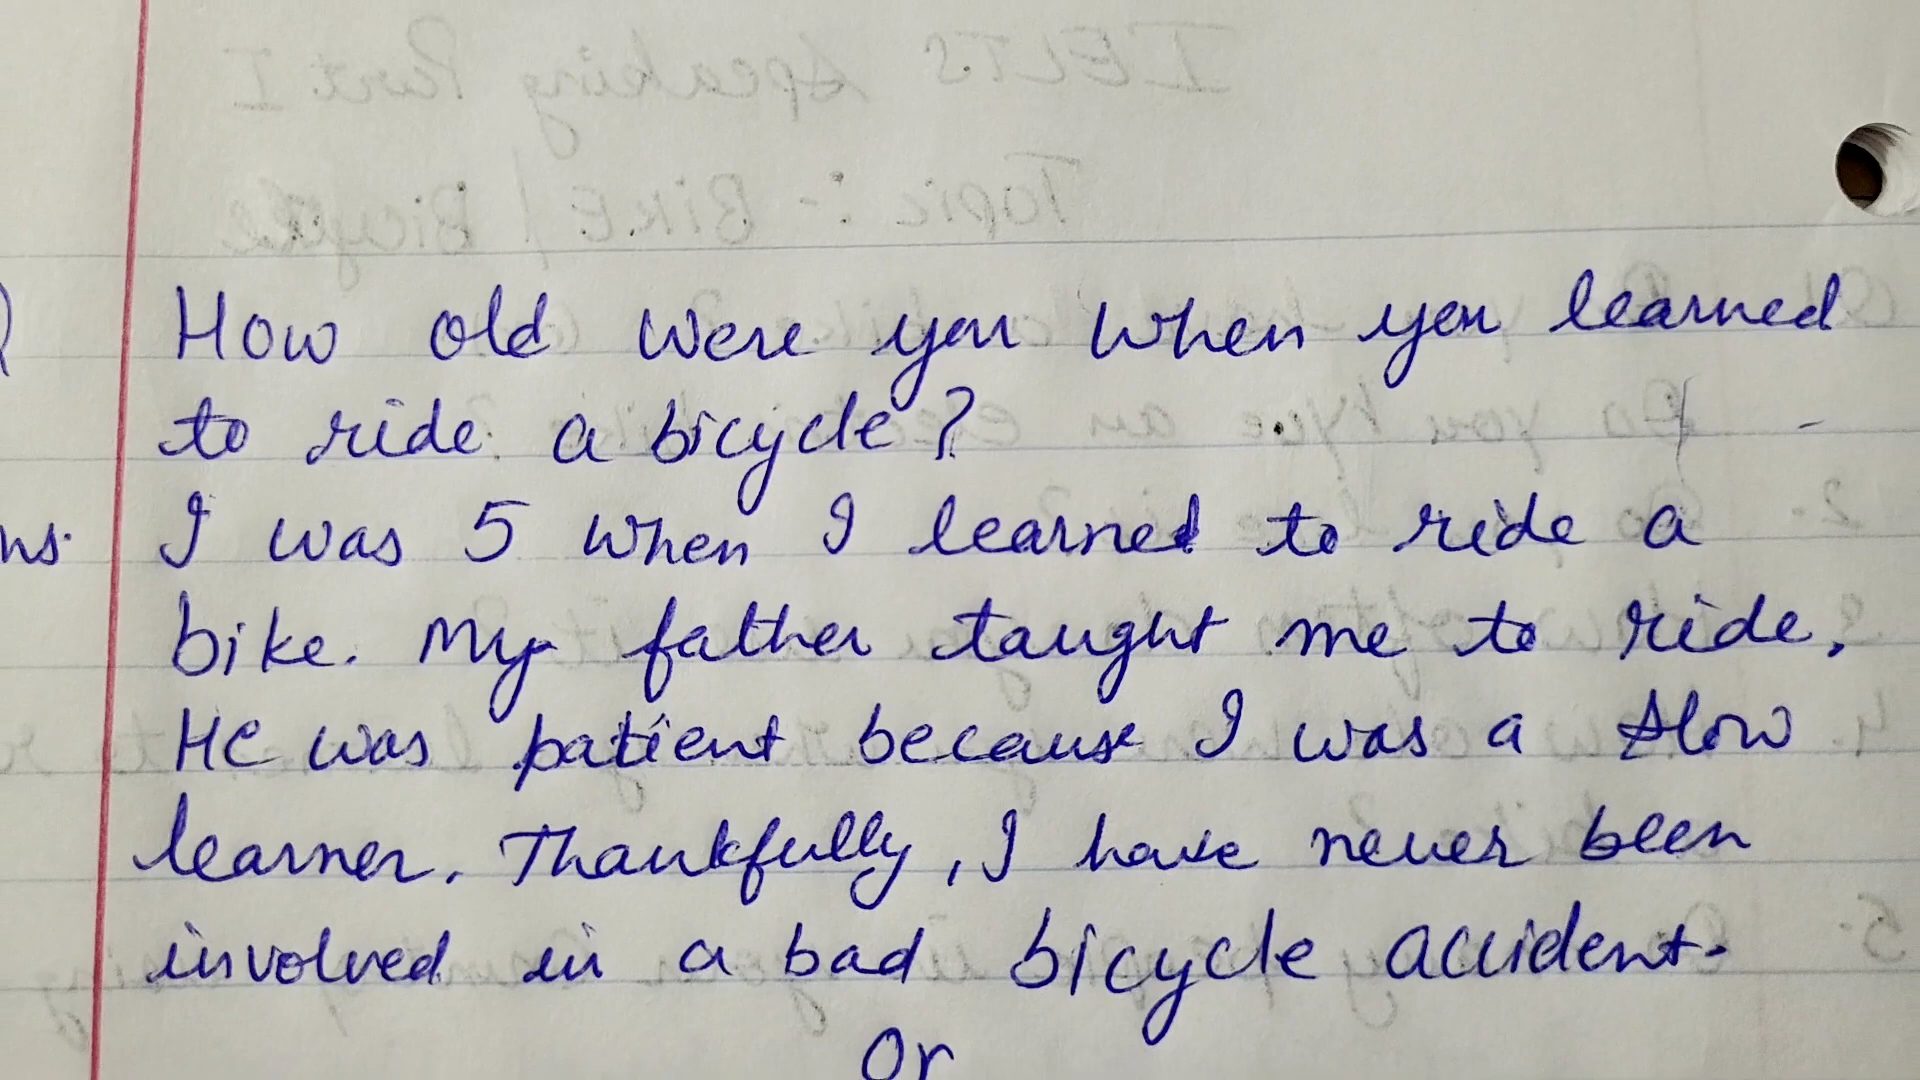 How old were you when you learned
to ride a bicycle?
ns. I was 5 when I learned to ride a
bike. My father taught me to ride.
He was patient because I was a slow
learner. Thankfully, I have never been
involved in a bad bicycle accident.
Or